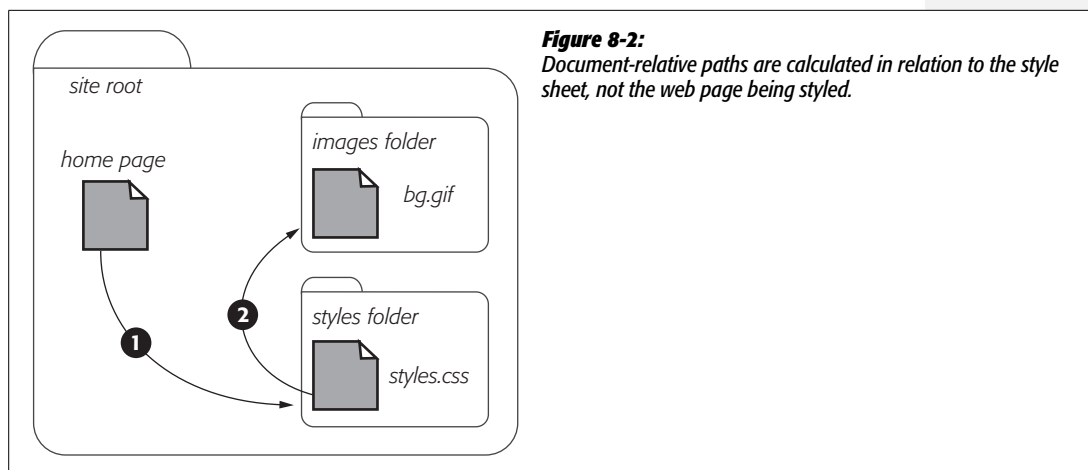 Figure 8-2:
Document-relative paths are calculated in relation to the style
sheet, not the web page being styled.
site root
home page
images folder
bg.gif
2
1
styles folder
styles.css